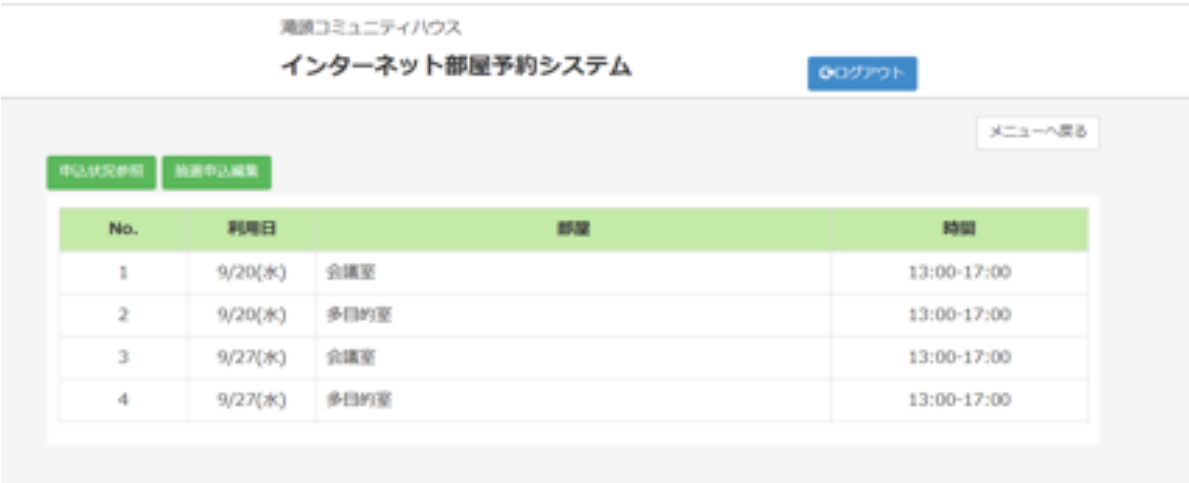 滝頭コミュニティハウス
インターネット部屋予約システム
ログアウト
メニューへ戻る
申込状況参照 抽選申込編集
No. 利用日 部屋 時間
1 9/20(水) 会議室 13:00-17:00
2 9/20(水) 多目的室 13:00-17:00
3 9/27(水) 会議室 13:00-17:00
4 9/27(水) 多目的室 13:00-17:00